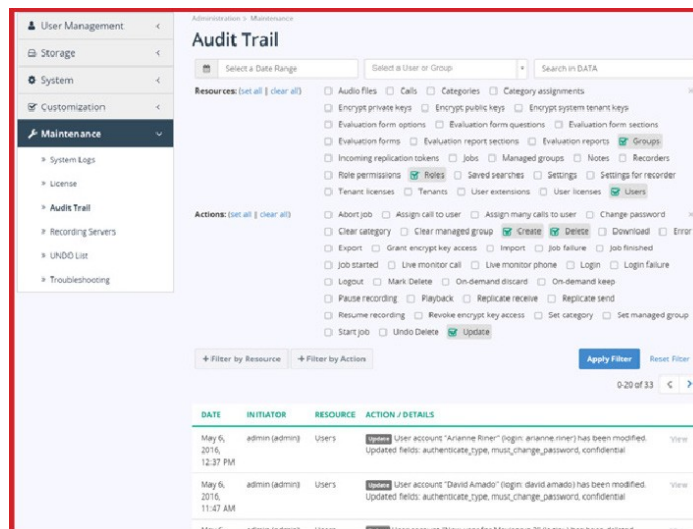 User Management
Storage
System
Customization
Maintenance
System Logs
License
Audit Trail
Recording Servers
UNDO List
Troubleshooting
Administration > Maintenance
Audit Trail
Select a Date Range Select a User or Group Search in DATA
Resources: (set all | clear all) Audio files Calls Categories Category assignments
Encrypt private keys Encrypt public keys Encrypt system tenant keys
Evaluation form options Evaluation form questions Evaluation form sections
Evaluation forms Evaluation report sections Evaluation reports Groups
Incoming replication tokens Jobs Managed groups Notes Recorders
Role permissions Roles Saved searches Settings Settings for recorder
Tenant licenses Tenants User extensions User licenses Users
Actions: (set all || clear all) Abort job Assign call to user Assign many calls to user Change password
Clear category Clear managed group Create Delete Download Error
Export Grant encrypt key access Import Job failure Job finished
Job started Live monitor call Live monitor phone Login Login failure
Logout Mark Delete On-demand discard On-demand keep
Pause recording Playback Replicate receive Replicate send
Resume recording Revoke encrypt key access Set category Set managed group
Start job Undo Delete Update
+ Filter by Resource + Filter by Action Apply Filter Reset Filter
0-20 of 33 < >
DATE INITIATOR RESOURCE ACTION / DETAILS
May 6, admin (admin) Users Update User account "Arianne Riner" (login: arianne.riner) has been modified. View
2016, Updated fields: authenticate_type, must_change_password, confidential
12:37 PM
May 6, admin (admin) Users Update User account "David Amado" (login: david.amado) has been modified. View
2016, Updated fields: authenticate_type, must_change_password, confidential
11:47 AM